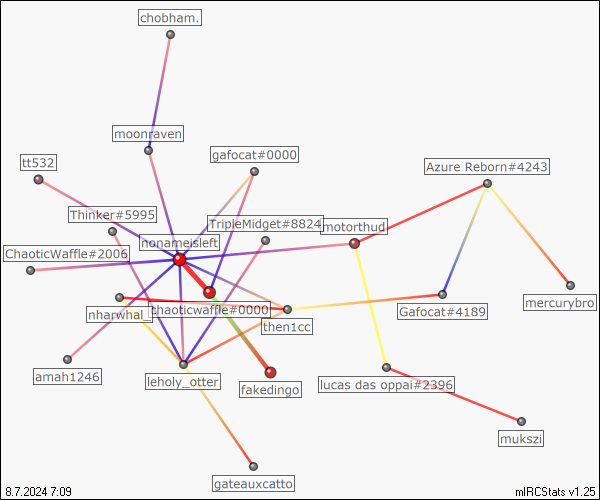 chobham.
moonraven
gafocat#0000
tt532
Azure Reborn#4243
Thinker#5995
TripleMidget#8824
motorthud
nonameisleft
ChaoticWaffle#2006
mercurybro
nharwhal_
chaoticwaffle#0000
Gafocat#4189
then1cc
amah1246
leholy_otter
fakedingo
lucas das oppai#2396
mukszi
gateauxcatto
8.7.2024 7:09
mIRCStats v1.25